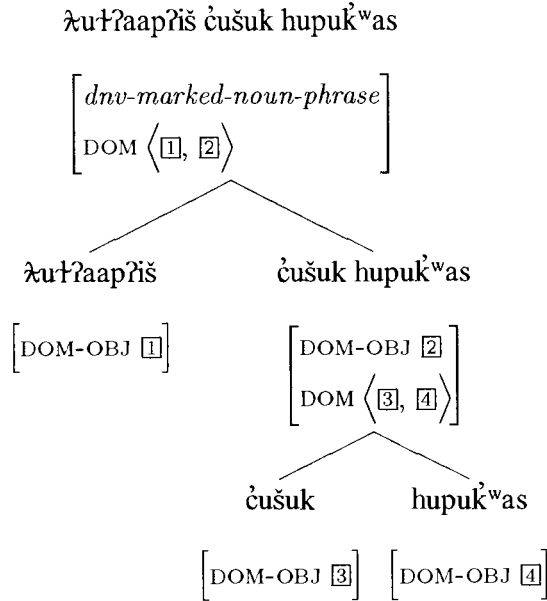 ƛuɬʔaapʔiš c̓ušuk hupuk̓ʷas
dnv-marked-noun-phrase
DOM ⟨1, 2⟩
ƛuɬʔaapʔiš c̓ušuk hupuk̓ʷas
[DOM-OBJ 1] DOM-OBJ 2
DOM ⟨3, 4⟩
c̓ušuk hupuk̓ʷas
[DOM-OBJ 3] [DOM-OBJ 4]